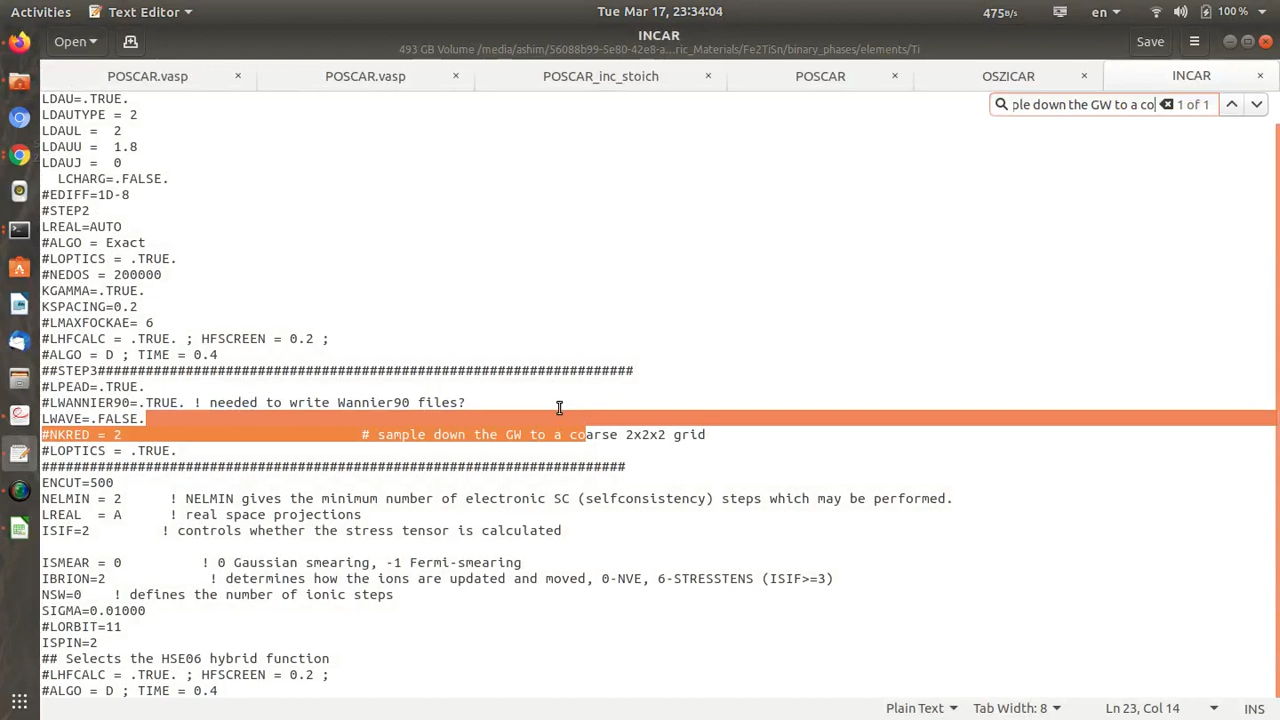 Activities Text Editor Tue Mar 17, 23:34:04 475B/s en 100 %
Open INCAR Save
493 GB Volume /media/ashim/56088b99-5e80-42e8-a...ric_Materials/Fe2TiSn/binary_phases/elements/Ti
POSCAR.vasp × POSCAR.vasp × POSCAR_inc_stoich × POSCAR × OSZICAR × INCAR ×
ple down the GW to a co 1 of 1
LDAU=.TRUE.
LDAUTYPE = 2
LDAUL =  2
LDAUU =  1.8
LDAUJ =  0
  LCHARG=.FALSE.
#EDIFF=1D-8
#STEP2
LREAL=AUTO
#ALGO = Exact
#LOPTICS = .TRUE.
#NEDOS = 200000
KGAMMA=.TRUE.
KSPACING=0.2
#LMAXFOCKAE= 6
#LHFCALC = .TRUE. ; HFSCREEN = 0.2 ;
#ALGO = D ; TIME = 0.4
##STEP3###################################################################
#LPEAD=.TRUE.
#LWANNIER90=.TRUE. ! needed to write Wannier90 files?
LWAVE=.FALSE.
#NKRED = 2                              # sample down the GW to a coarse 2x2x2 grid
#LOPTICS = .TRUE.
#########################################################################
ENCUT=500
NELMIN = 2      ! NELMIN gives the minimum number of electronic SC (selfconsistency) steps which may be performed.
LREAL  = A      ! real space projections
ISIF=2         ! controls whether the stress tensor is calculated
ISMEAR = 0          ! 0 Gaussian smearing, -1 Fermi-smearing
IBRION=2             ! determines how the ions are updated and moved, 0-NVE, 6-STRESSTENS (ISIF>=3)
NSW=0    ! defines the number of ionic steps
SIGMA=0.01000
#LORBIT=11
ISPIN=2
## Selects the HSE06 hybrid function
#LHFCALC = .TRUE. ; HFSCREEN = 0.2 ;
#ALGO = D ; TIME = 0.4
Plain Text Tab Width: 8 Ln 23, Col 14 INS